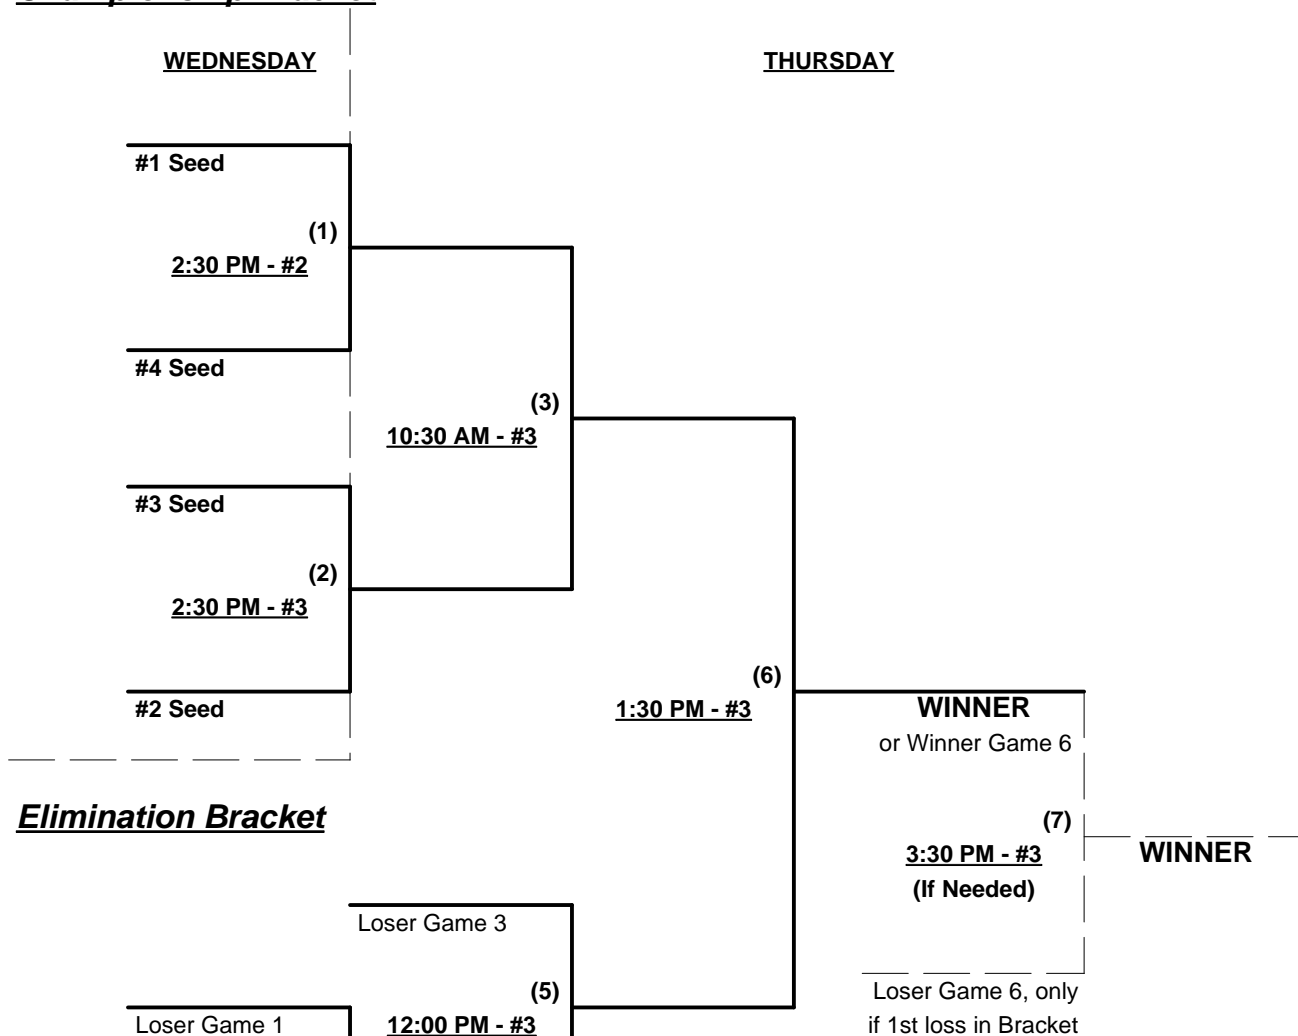 WEDNESDAY
THURSDAY
#1 Seed
(1)
2:30 PM - #2
#4 Seed
(3)
10:30 AM - #3
#3 Seed
(2)
2:30 PM - #3
#2 Seed
(6)
1:30 PM - #3
WINNER
or Winner Game 6
Elimination Bracket
(7)
3:30 PM - #3
(If Needed)
WINNER
Loser Game 3
(5)
12:00 PM - #3
Loser Game 1
Loser Game 6, only
if 1st loss in Bracket